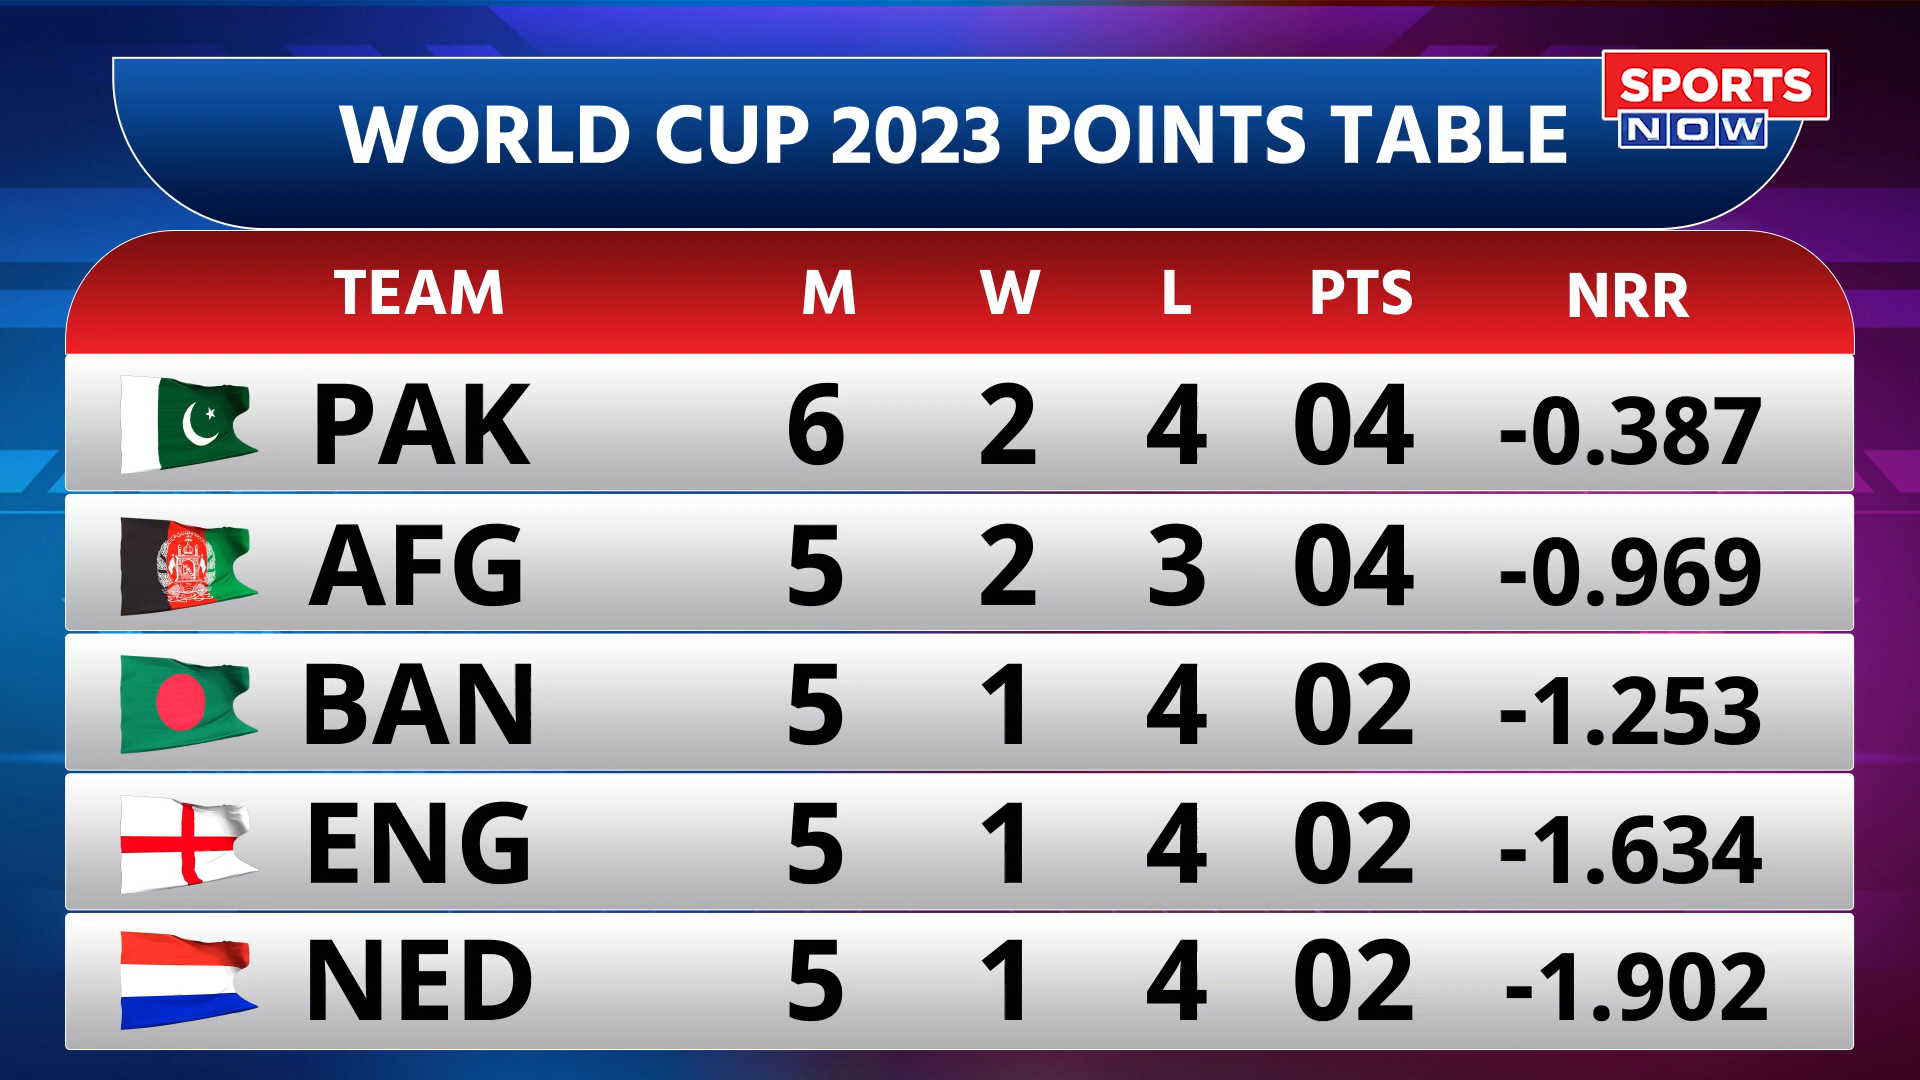 WORLD CUP 2023 POINTS TABLE
SPORTS
NOW
TEAM M W L PTS NRR
PAK 6 2 4 04 -0.387
AFG 5 2 3 04 -0.969
BAN 5 1 4 02 -1.253
ENG 5 1 4 02 -1.634
NED 5 1 4 02 -1.902